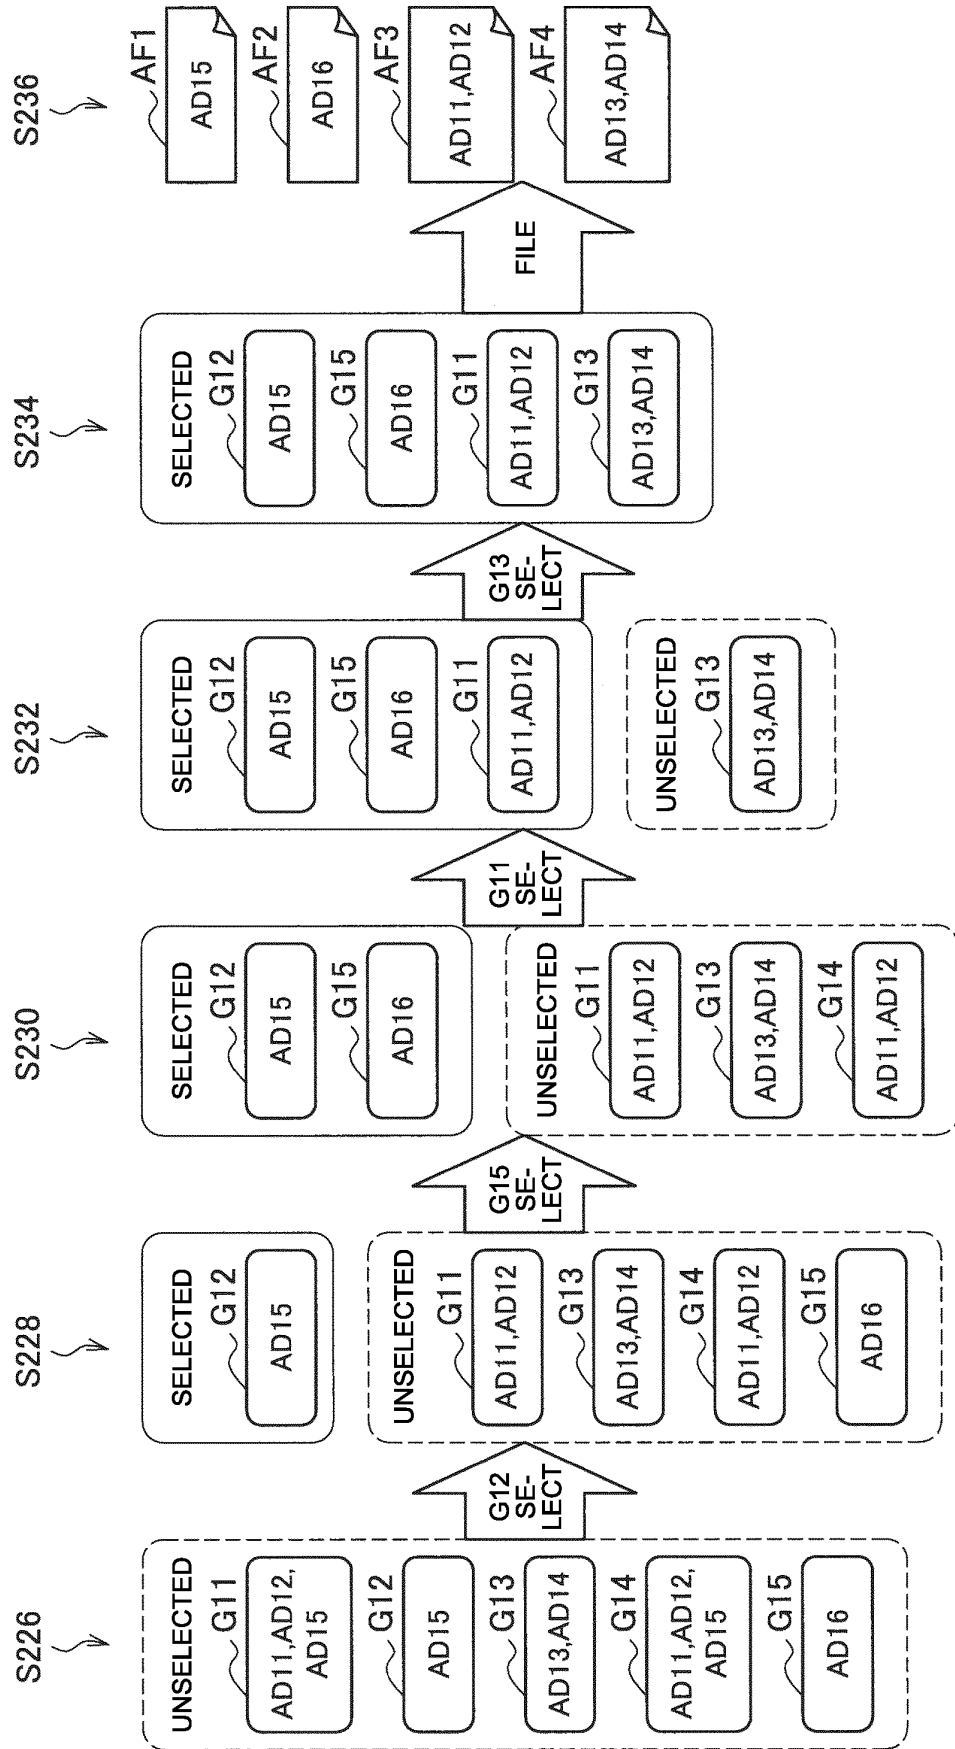 S226
UNSELECTED
G11
AD11,AD12,
AD15
G12
AD15
G13
AD13,AD14
G14
AD11,AD12,
AD15
G15
AD16
G12
SE-
LECT
S228
SELECTED
G12
AD15
UNSELECTED
G11
AD11,AD12
G13
AD13,AD14
G14
AD11,AD12
G15
AD16
G15
SE-
LECT
S230
SELECTED
G12
AD15
G15
AD16
UNSELECTED
G11
AD11,AD12
G13
AD13,AD14
G14
AD11,AD12
G11
SE-
LECT
S232
SELECTED
G12
AD15
G15
AD16
G11
AD11,AD12
UNSELECTED
G13
AD13,AD14
G13
SE-
LECT
S234
SELECTED
G12
AD15
G15
AD16
G11
AD11,AD12
G13
AD13,AD14
FILE
S236
AF1
AD15
AF2
AD16
AF3
AD11,AD12
AF4
AD13,AD14